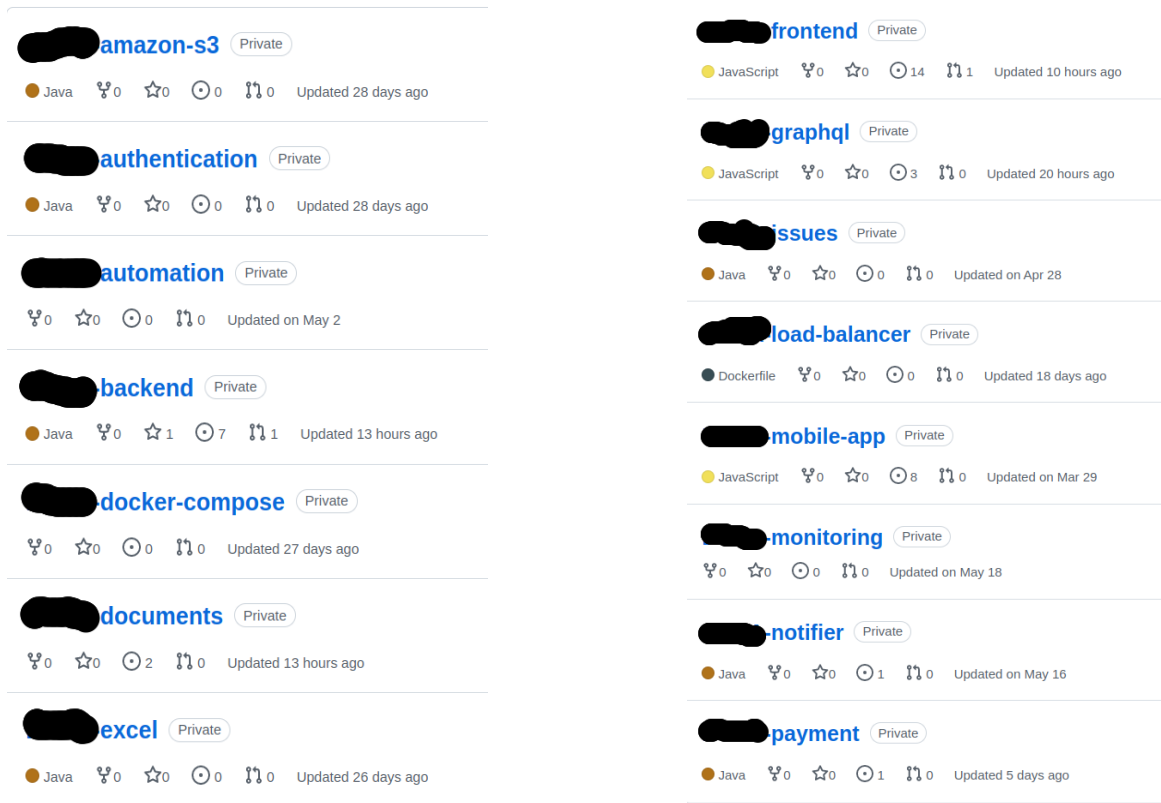 amazon-s3 Private
Java 0 0 0 0 Updated 28 days ago
authentication Private
Java 0 0 0 0 Updated 28 days ago
automation Private
0 0 0 0 Updated on May 2
-backend Private
Java 0 1 7 1 Updated 13 hours ago
-docker-compose Private
0 0 0 0 Updated 27 days ago
documents Private
0 0 2 0 Updated 13 hours ago
excel Private
Java 0 0 0 0 Updated 26 days ago
frontend Private
JavaScript 0 0 14 1 Updated 10 hours ago
-graphql Private
JavaScript 0 0 3 0 Updated 20 hours ago
issues Private
Java 0 0 0 0 Updated on Apr 28
-load-balancer Private
Dockerfile 0 0 0 0 Updated 18 days ago
-mobile-app Private
JavaScript 0 0 8 0 Updated on Mar 29
-monitoring Private
0 0 0 0 Updated on May 18
-notifier Private
Java 0 0 1 0 Updated on May 16
-payment Private
Java 0 0 1 0 Updated 5 days ago